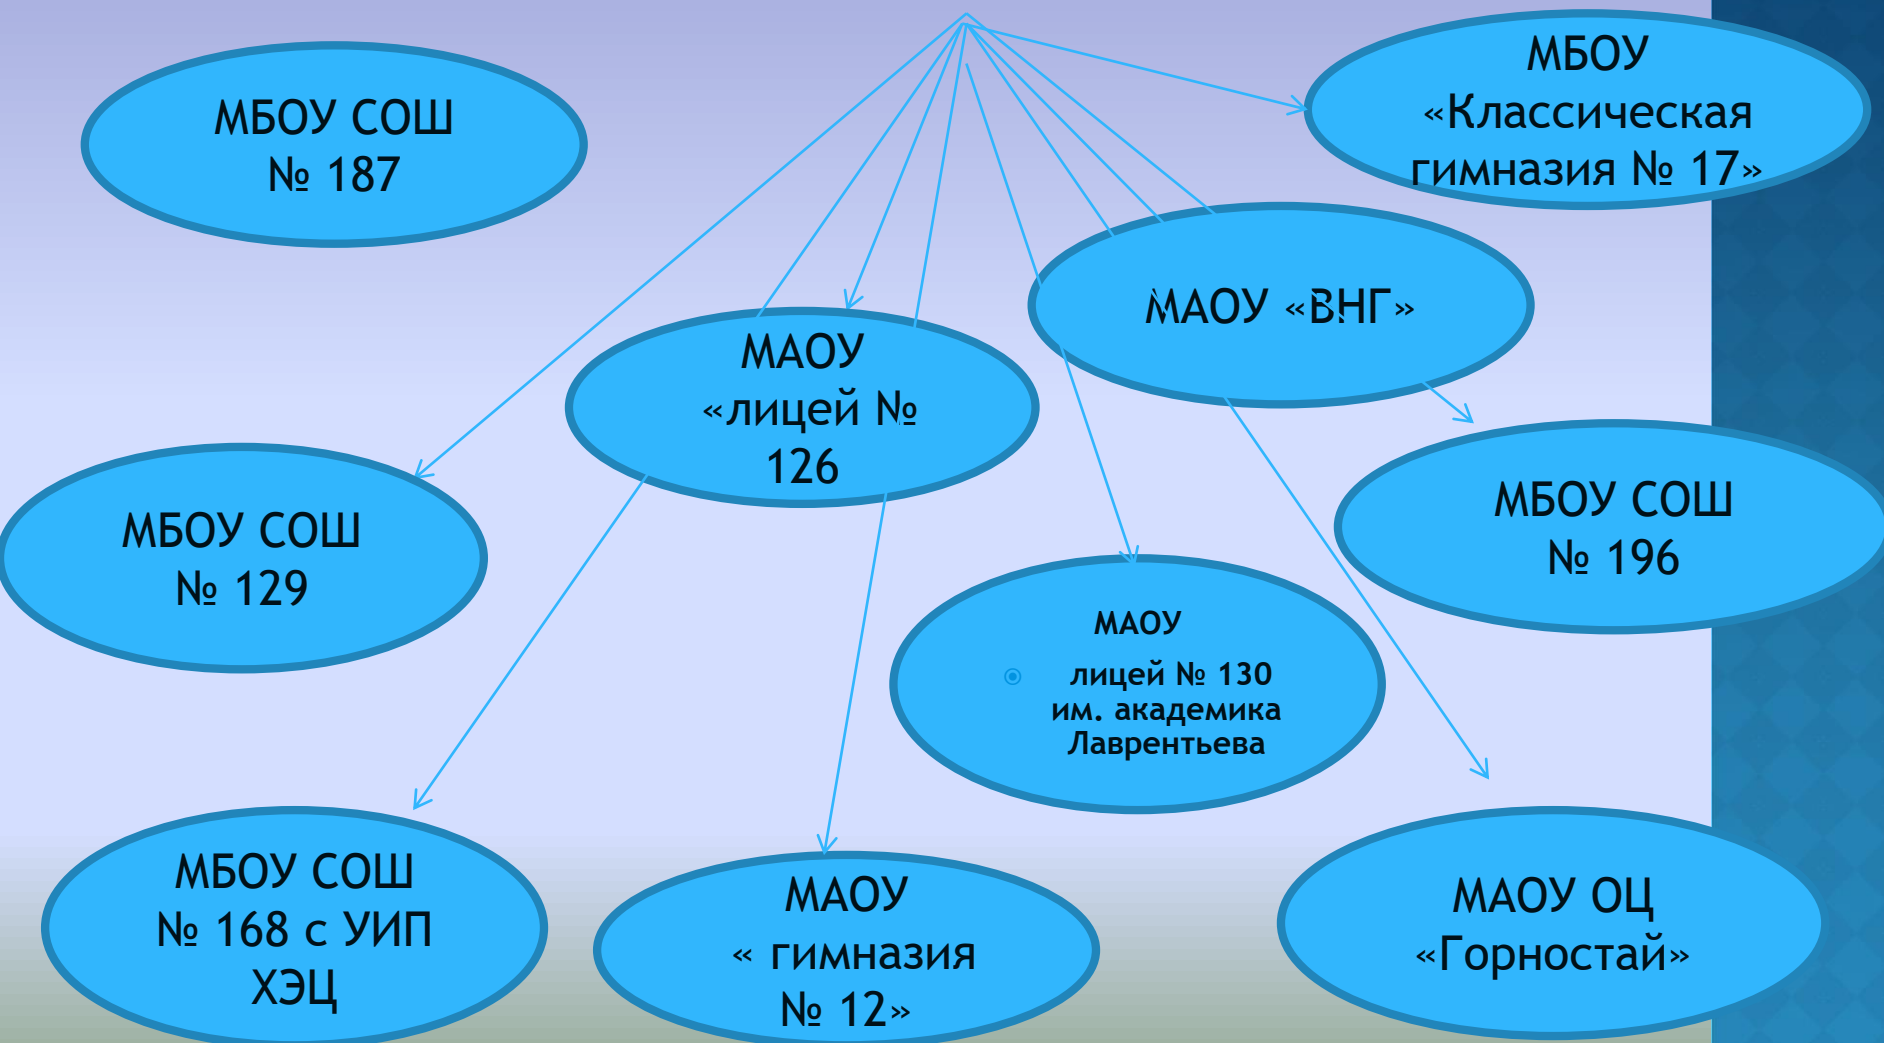 МБОУ СОШ
№ 187
МБОУ
«Классическая
гимназия № 17»
МАОУ «ВНГ»
МАОУ
«лицей №
126
МБОУ СОШ
№ 129
МБОУ СОШ
№ 196
МАОУ
лицей № 130
им. академика
Лаврентьева
МБОУ СОШ
№ 168 с УИП
ХЭЦ
МАОУ
« гимназия
№ 12»
МАОУ ОЦ
«Горностай»